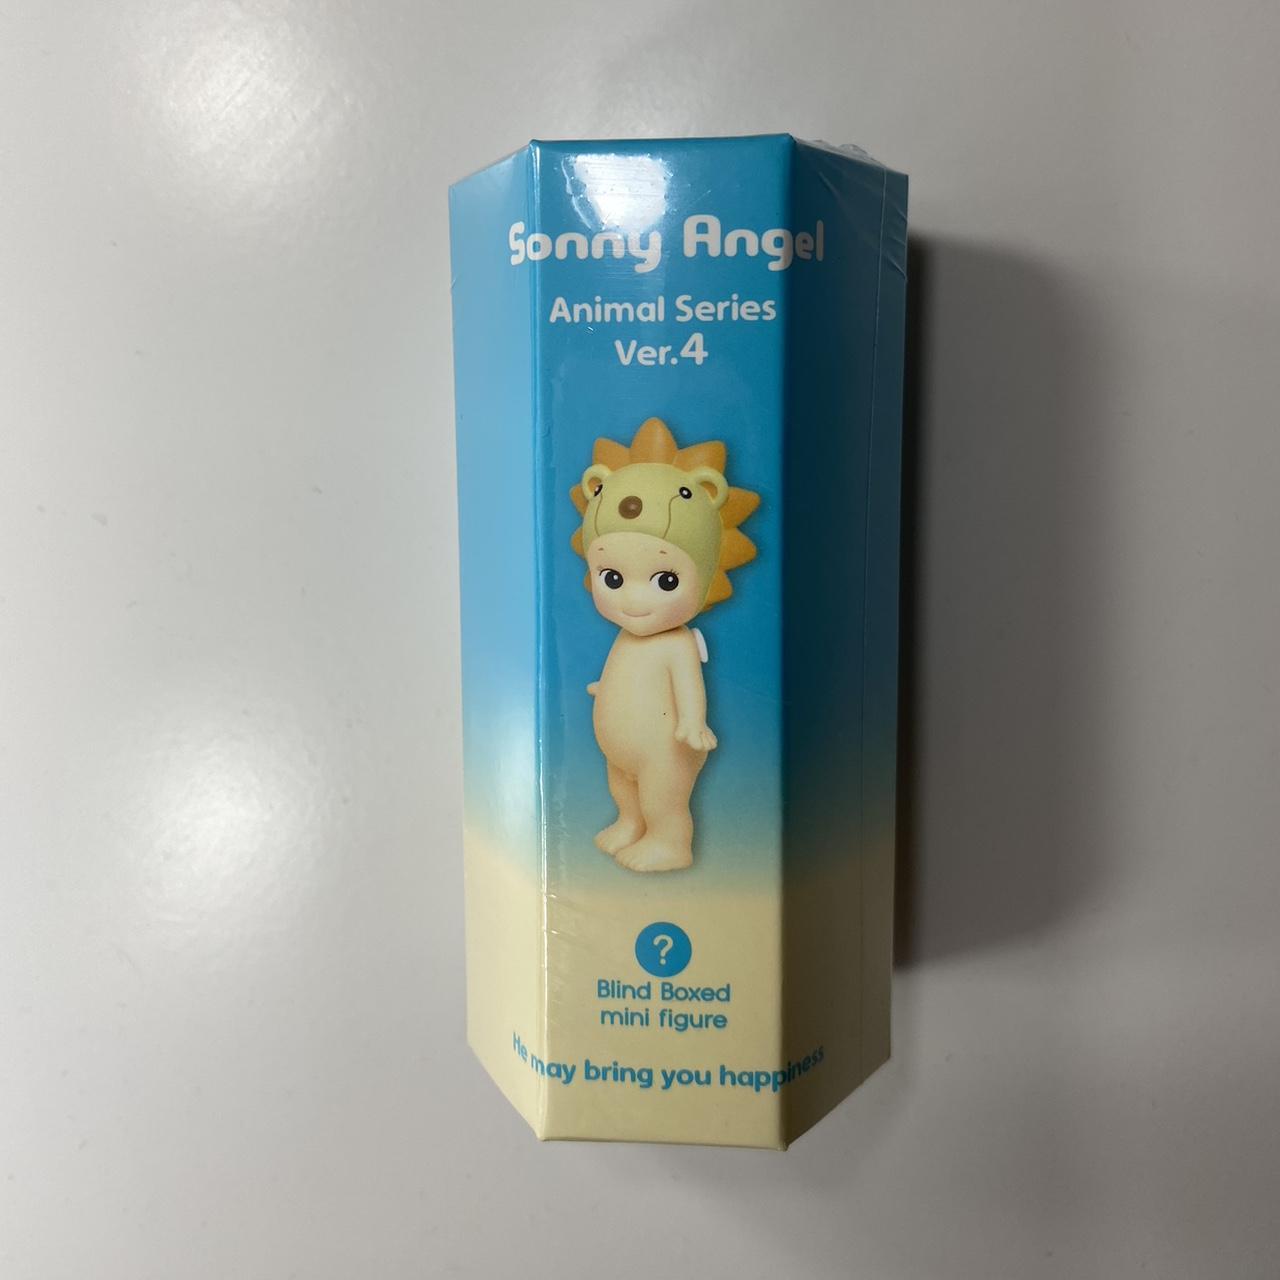 Sonny Angel
Animal Series
Ver.4
?
Blind Boxed
mini figure
He may bring you happiness